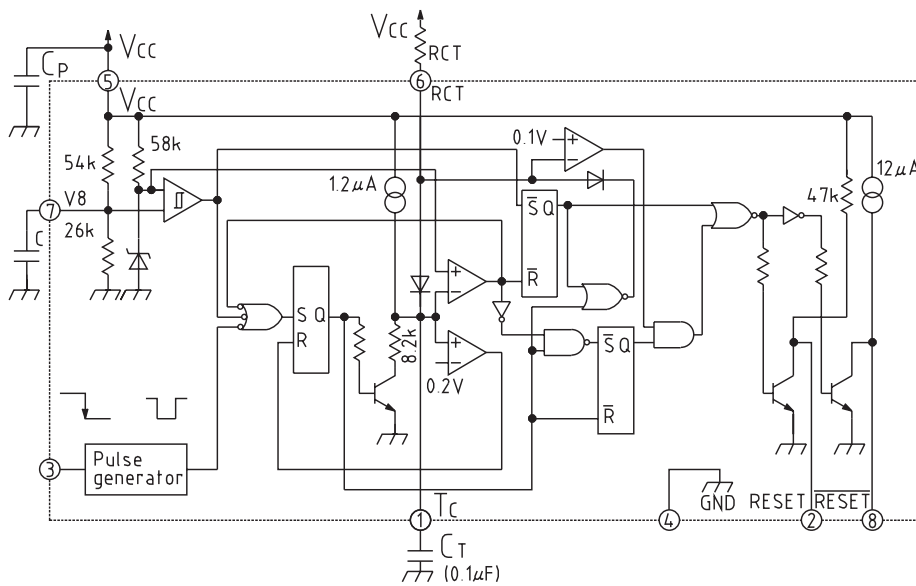 VCC
CP
VCC
RCT
5
6
VCC
RCT
54k
58k
1.2µA
0.1V
12µA
47k
7
V8
26k
C
S̅ Q
R̅
S Q
R
8.2k
0.2V
S̅ Q
R̅
3
Pulse
generator
GND
RESET
R̅E̅S̅E̅T̅
TC
1
4
2
8
CT
(0.1µF)